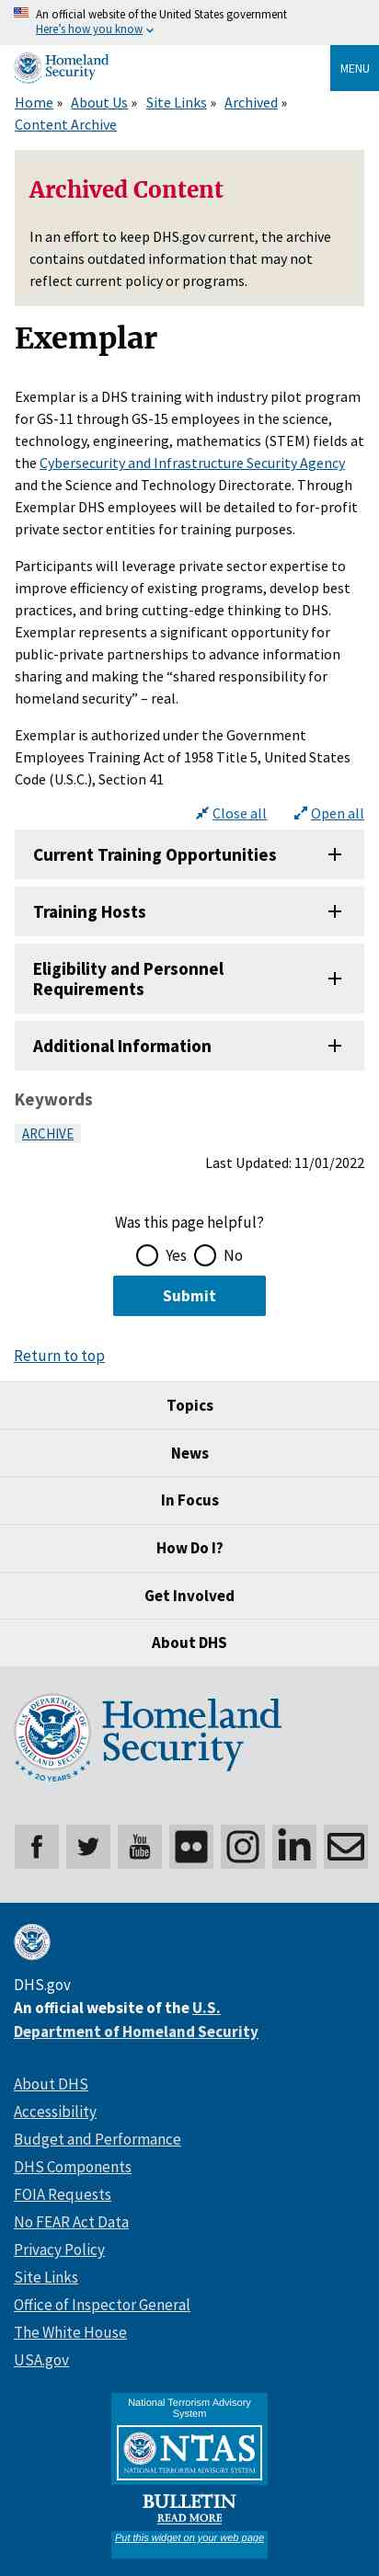 An official website of the United States government
Here's how you know
Homeland
Security
MENU
Home » About Us » Site Links » Archived »
Content Archive
Archived Content
In an effort to keep DHS.gov current, the archive
contains outdated information that may not
reflect current policy or programs.
Exemplar
Exemplar is a DHS training with industry pilot program
for GS-11 through GS-15 employees in the science,
technology, engineering, mathematics (STEM) fields at
the Cybersecurity and Infrastructure Security Agency
and the Science and Technology Directorate. Through
Exemplar DHS employees will be detailed to for-profit
private sector entities for training purposes.
Participants will leverage private sector expertise to
improve efficiency of existing programs, develop best
practices, and bring cutting-edge thinking to DHS.
Exemplar represents a significant opportunity for
public-private partnerships to advance information
sharing and making the “shared responsibility for
homeland security” – real.
Exemplar is authorized under the Government
Employees Training Act of 1958 Title 5, United States
Code (U.S.C.), Section 41
Close all Open all
Current Training Opportunities
Training Hosts
Eligibility and Personnel
Requirements
Additional Information
Keywords
ARCHIVE
Last Updated: 11/01/2022
Was this page helpful?
Yes No
Submit
Return to top
Topics
News
In Focus
How Do I?
Get Involved
About DHS
U.S. DEPARTMENT OF
HOMELAND SECURITY
20 YEARS
Homeland
Security
You
Tube
DHS.gov
An official website of the U.S.
Department of Homeland Security
About DHS
Accessibility
Budget and Performance
DHS Components
FOIA Requests
No FEAR Act Data
Privacy Policy
Site Links
Office of Inspector General
The White House
USA.gov
National Terrorism Advisory
System
NTAS
NATIONAL TERRORISM ADVISORY SYSTEM
BULLETIN
READ MORE
Put this widget on your web page